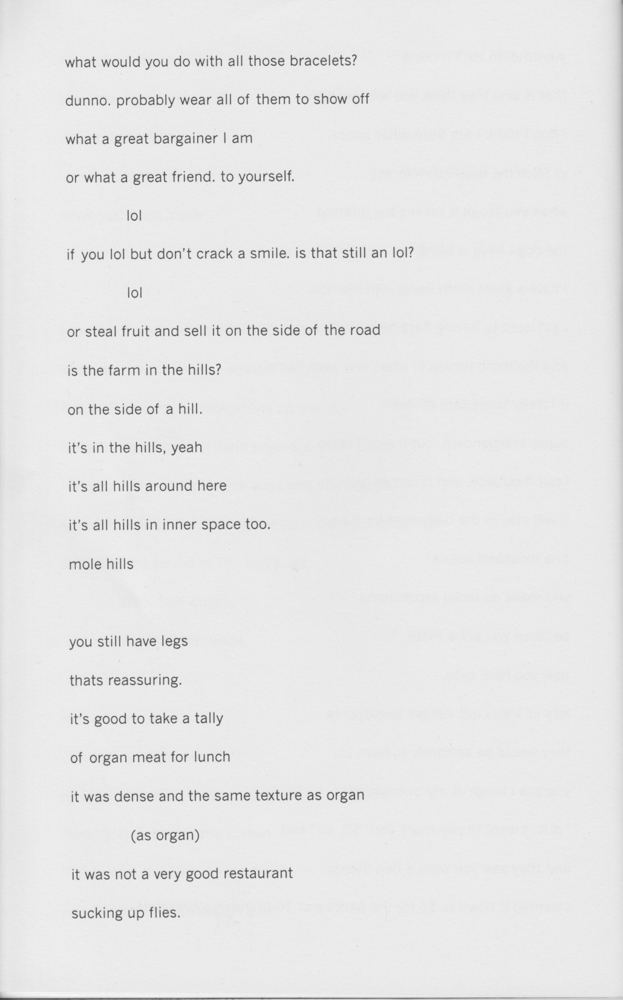 what would you do with all those bracelets?
dunno. probably wear all of them to show off
what a great bargainer I am
or what a great friend. to yourself.
lol
if you lol but don't crack a smile. is that still an lol?
lol
or steal fruit and sell it on the side of the road
is the farm in the hills?
on the side of a hill.
it's in the hills, yeah
it's all hills around here
it's all hills in inner space too.
mole hills
you still have legs
thats reassuring.
it's good to take a tally
of organ meat for lunch
it was dense and the same texture as organ
(as organ)
it was not a very good restaurant
sucking up flies.